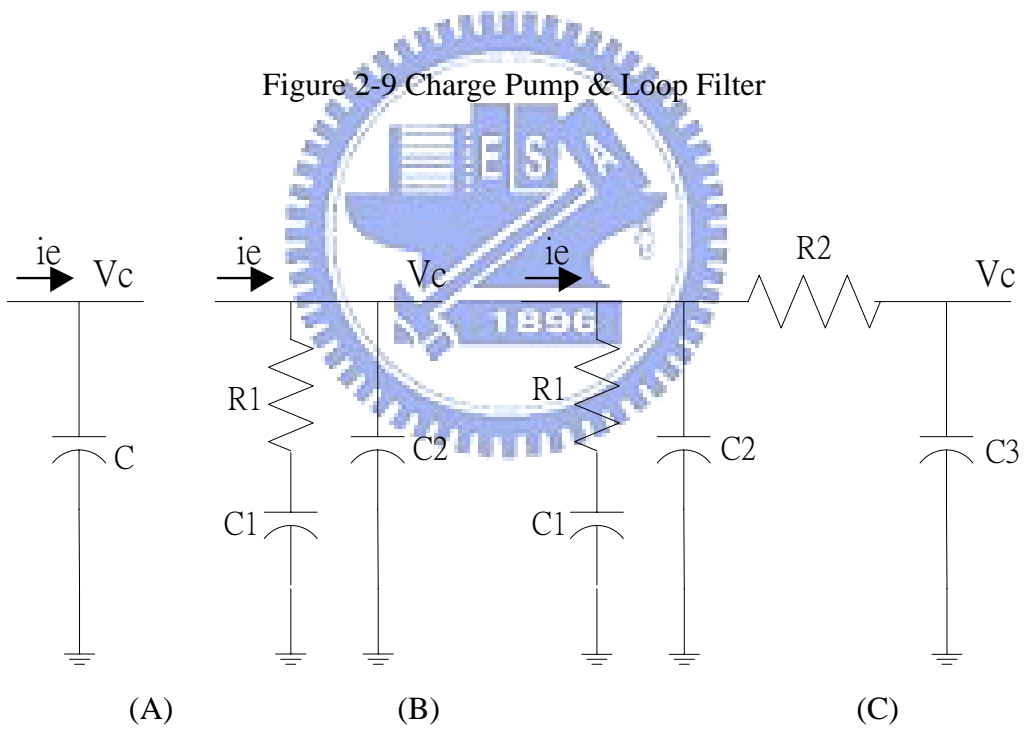 Figure 2-9 Charge Pump & Loop Filter
E S A
ie ie ie R2
Vc Vc Vc
1896
R1 R1
C C2 C2 C3
C1 C1
(A) (B) (C)